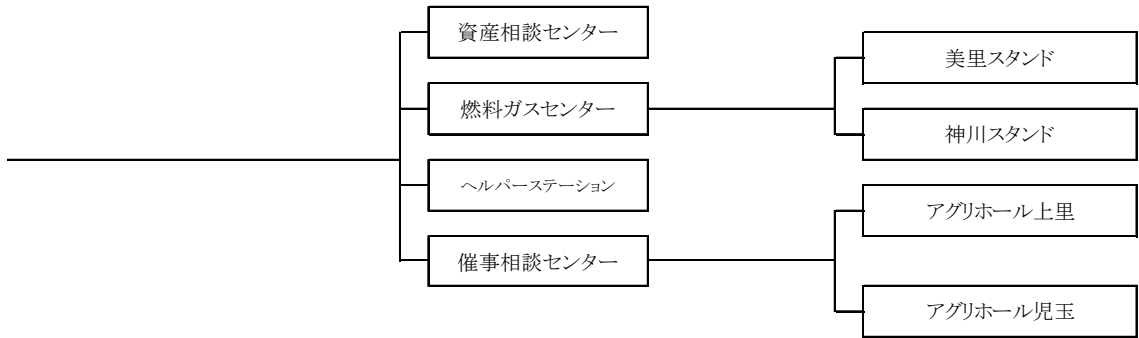 資産相談センター
燃料ガスセンター
美里スタンド
神川スタンド
ヘルパーステーション
催事相談センター
アグリホール上里
アグリホール児玉